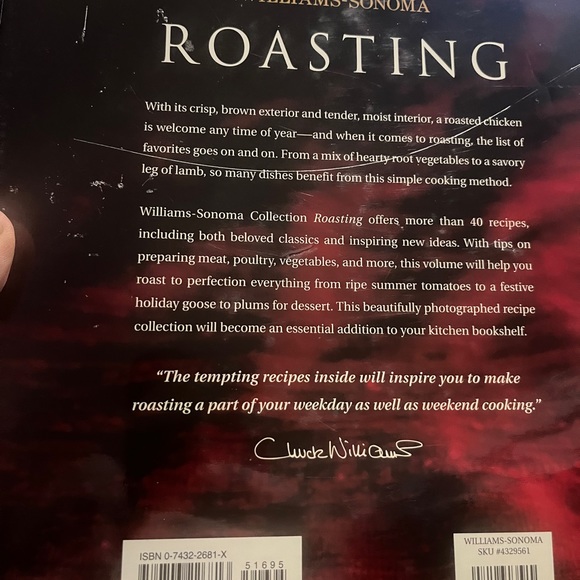 WILLIAMS-SONOMA
ROASTING
With its crisp, brown exterior and tender, moist interior, a roasted chicken
is welcome any time of year—and when it comes to roasting, the list of
favorites goes on and on. From a mix of hearty root vegetables to a savory
leg of lamb, so many dishes benefit from this simple cooking method.
Williams-Sonoma Collection Roasting offers more than 40 recipes,
including both beloved classics and inspiring new ideas. With tips on
preparing meat, poultry, vegetables, and more, this volume will help you
roast to perfection everything from ripe summer tomatoes to a festive
holiday goose to plums for dessert. This beautifully photographed recipe
collection will become an essential addition to your kitchen bookshelf.
“The tempting recipes inside will inspire you to make
roasting a part of your weekday as well as weekend cooking.”
Chuck Williams
ISBN 0-7432-2681-X
51695
WILLIAMS-SONOMA
SKU #4329561